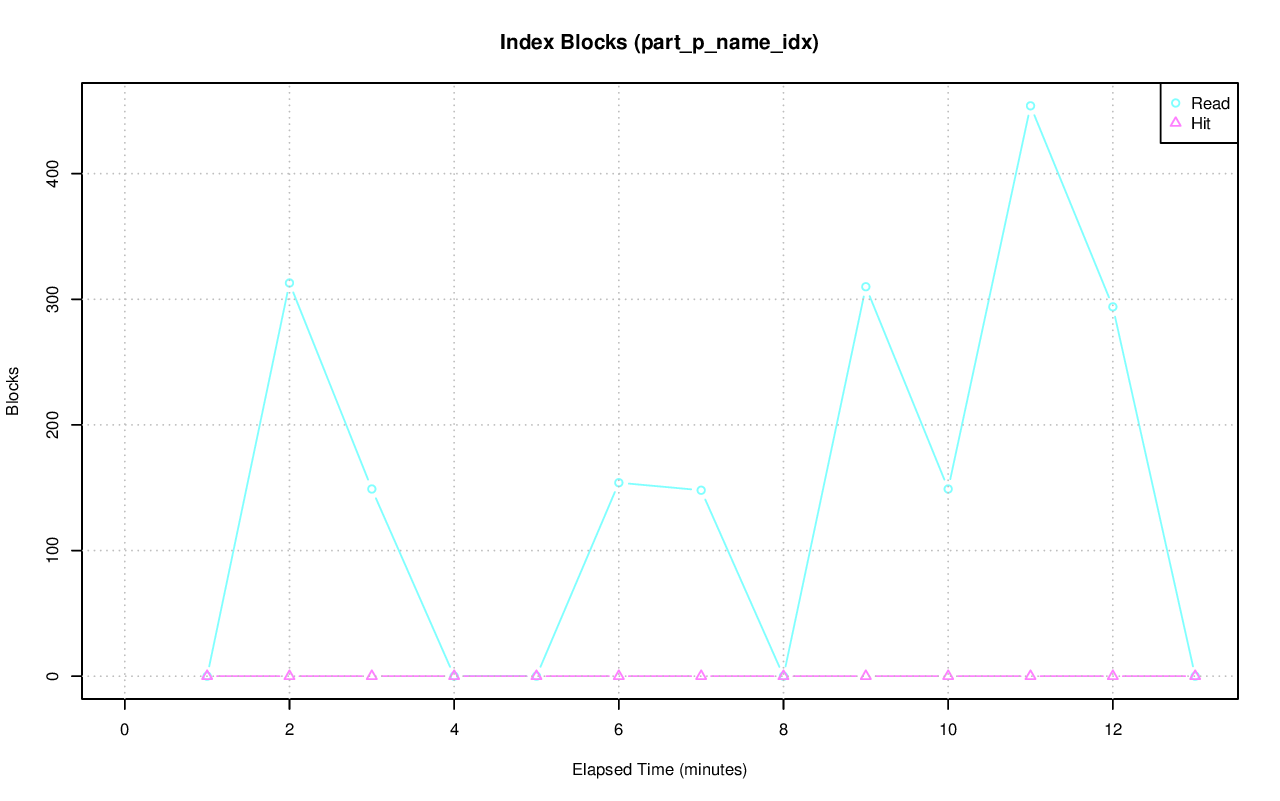 Index Blocks (part_p_name_idx)
Read
Hit
400
300
200
100
0
Blocks
0 2 4 6 8 10 12
Elapsed Time (minutes)